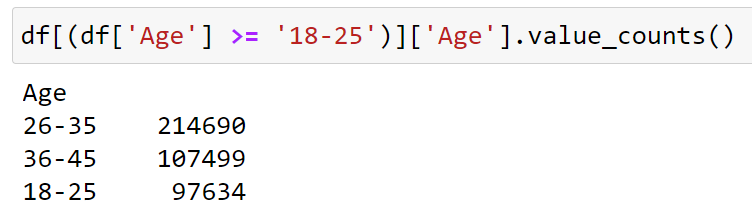 df[(df['Age'] >= '18-25')]['Age'].value_counts()
Age
26-35    214690
36-45    107499
18-25     97634